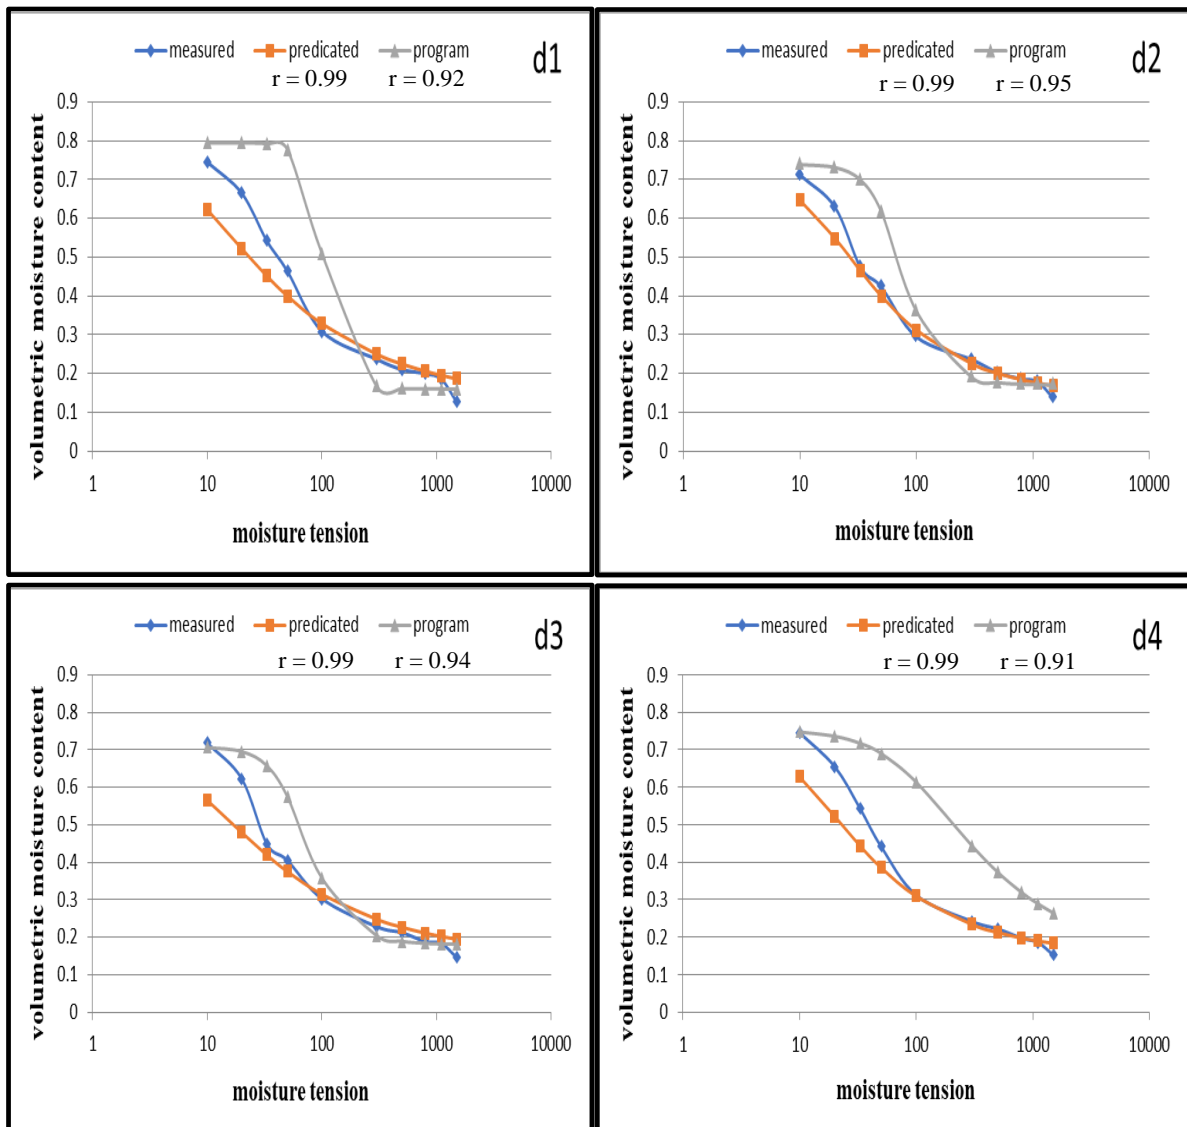 measured predicated program d1
r = 0.99 r = 0.92
volumetric moisture content
0.9
0.8
0.7
0.6
0.5
0.4
0.3
0.2
0.1
0
1 10 100 1000 10000
moisture tension
measured predicated program d2
r = 0.99 r = 0.95
volumetric moisture content
0.9
0.8
0.7
0.6
0.5
0.4
0.3
0.2
0.1
0
1 10 100 1000 10000
moisture tension
measured predicated program d3
r = 0.99 r = 0.94
volumetric moisture content
0.9
0.8
0.7
0.6
0.5
0.4
0.3
0.2
0.1
0
1 10 100 1000 10000
moisture tension
measured predicated program d4
r = 0.99 r = 0.91
volumetric moisture content
0.9
0.8
0.7
0.6
0.5
0.4
0.3
0.2
0.1
0
1 10 100 1000 10000
moisture tension